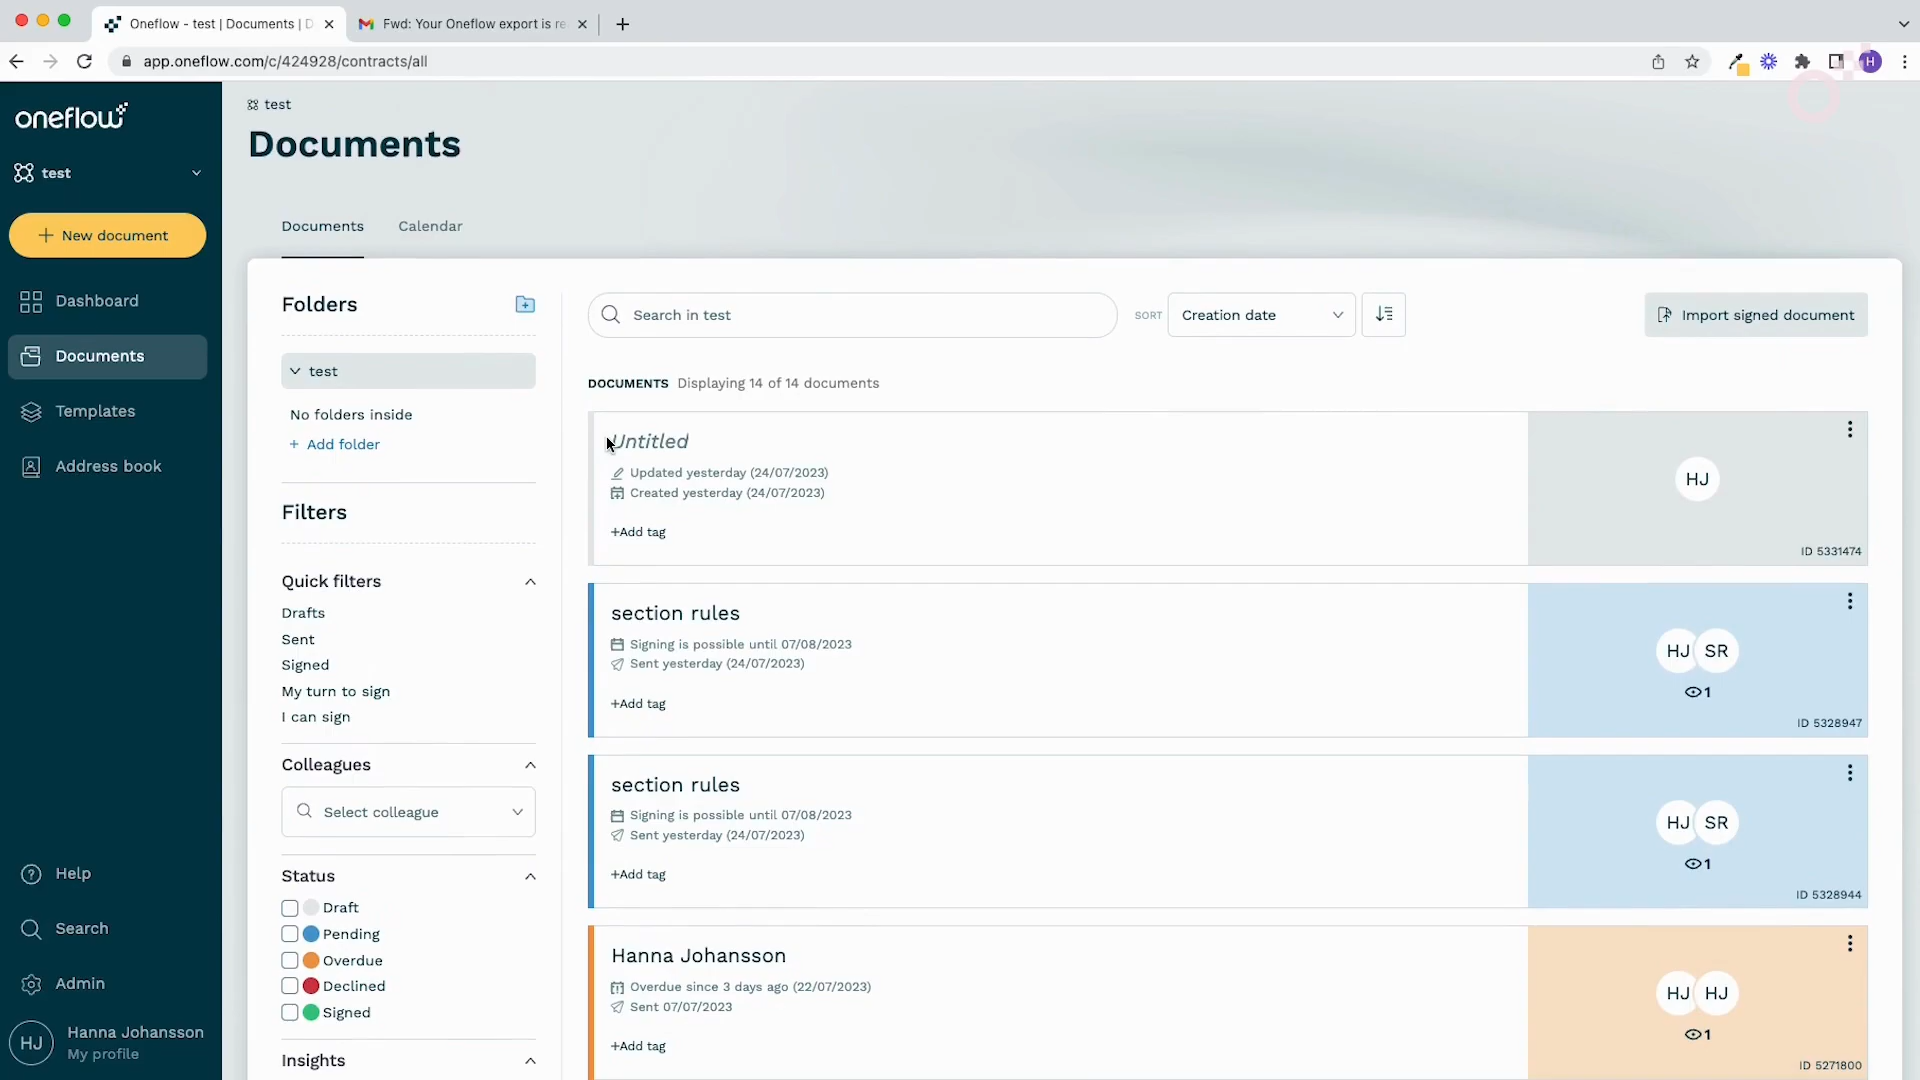 Oneflow - test | Documents | D
Fwd: Your Oneflow export is re
app.oneflow.com/c/424928/contracts/all
H
oneflow
test
New document
Dashboard
Documents
Templates
Address book
Help
Search
Admin
HJ
Hanna Johansson
My profile
test
Documents
Documents
Calendar
Folders
test
No folders inside
+ Add folder
Filters
Quick filters
Drafts
Sent
Signed
My turn to sign
I can sign
Colleagues
Select colleague
Status
Draft
Pending
Overdue
Declined
Signed
Insights
Search in test
SORT
Creation date
Import signed document
DOCUMENTS Displaying 14 of 14 documents
Untitled
Updated yesterday (24/07/2023)
Created yesterday (24/07/2023)
+Add tag
HJ
ID 5331474
section rules
Signing is possible until 07/08/2023
Sent yesterday (24/07/2023)
+Add tag
HJ SR
1
ID 5328947
section rules
Signing is possible until 07/08/2023
Sent yesterday (24/07/2023)
+Add tag
HJ SR
1
ID 5328944
Hanna Johansson
Overdue since 3 days ago (22/07/2023)
Sent 07/07/2023
+Add tag
HJ HJ
1
ID 5271800